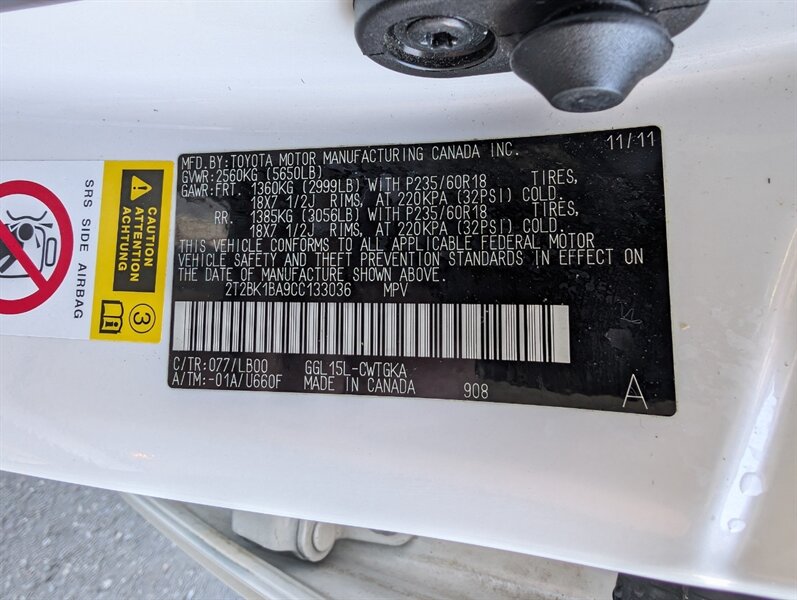 11/11
MFD.BY:TOYOTA MOTOR MANUFACTURING CANADA INC.
GVWR:2560KG (5650LB)
GAWR:FRT. 1360KG (2999LB) WITH P235/60R18 TIRES,
18X7 1/2J RIMS, AT 220KPA (32PSI) COLD.
RR. 1385KG (3056LB) WITH P235/60R18 TIRES,
18X7 1/2J RIMS, AT 220KPA (32PSI) COLD.
THIS VEHICLE CONFORMS TO ALL APPLICABLE FEDERAL MOTOR
VEHICLE SAFETY AND THEFT PREVENTION STANDARDS IN EFFECT ON
THE DATE OF MANUFACTURE SHOWN ABOVE.
2T2BK1BA9CC133036 MPV
C/TR:077/LB00 GGL15L-CWTGKA
A/TM:-01A/U660F MADE IN CANADA 908
A
SRS SIDE AIRBAG
CAUTION
ATTENTION
ACHTUNG
3